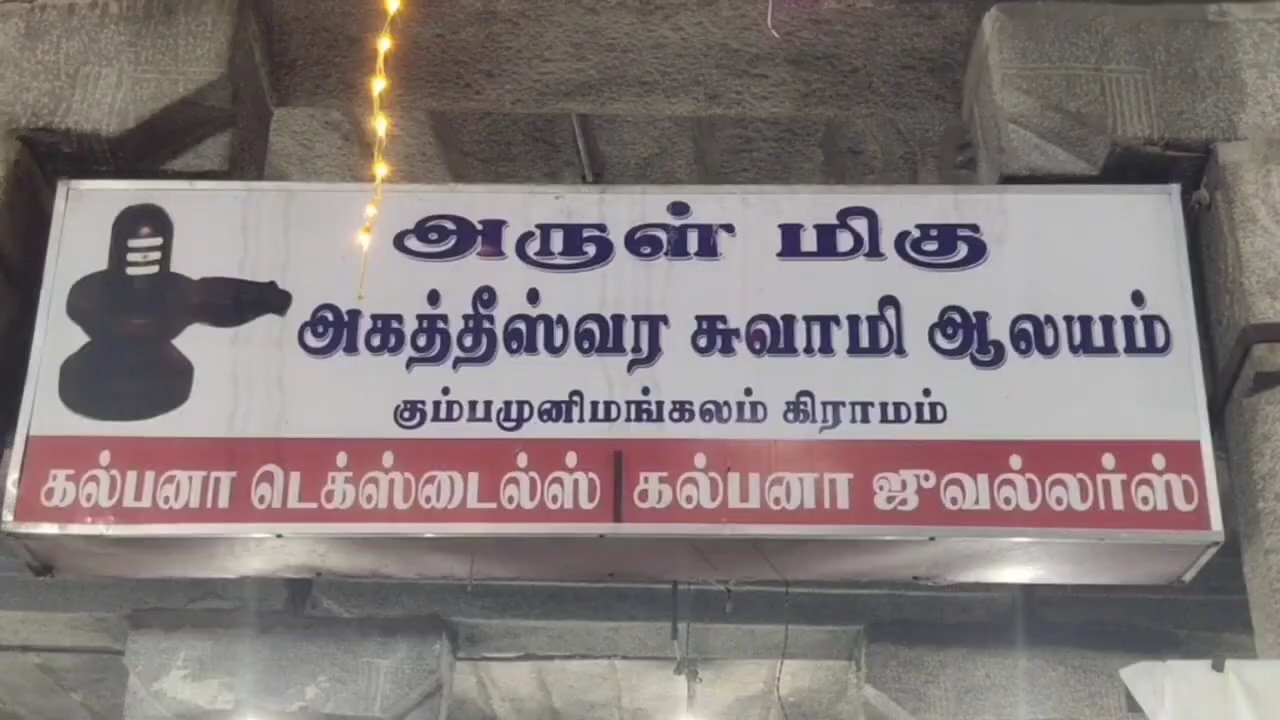 அருள் மிகு
அகத்தீஸ்வர சுவாமி ஆலயம்
கும்பமுனிமங்கலம் கிராமம்
கல்பனா டெக்ஸ்டைல்ஸ் | கல்பனா ஜுவல்லர்ஸ்